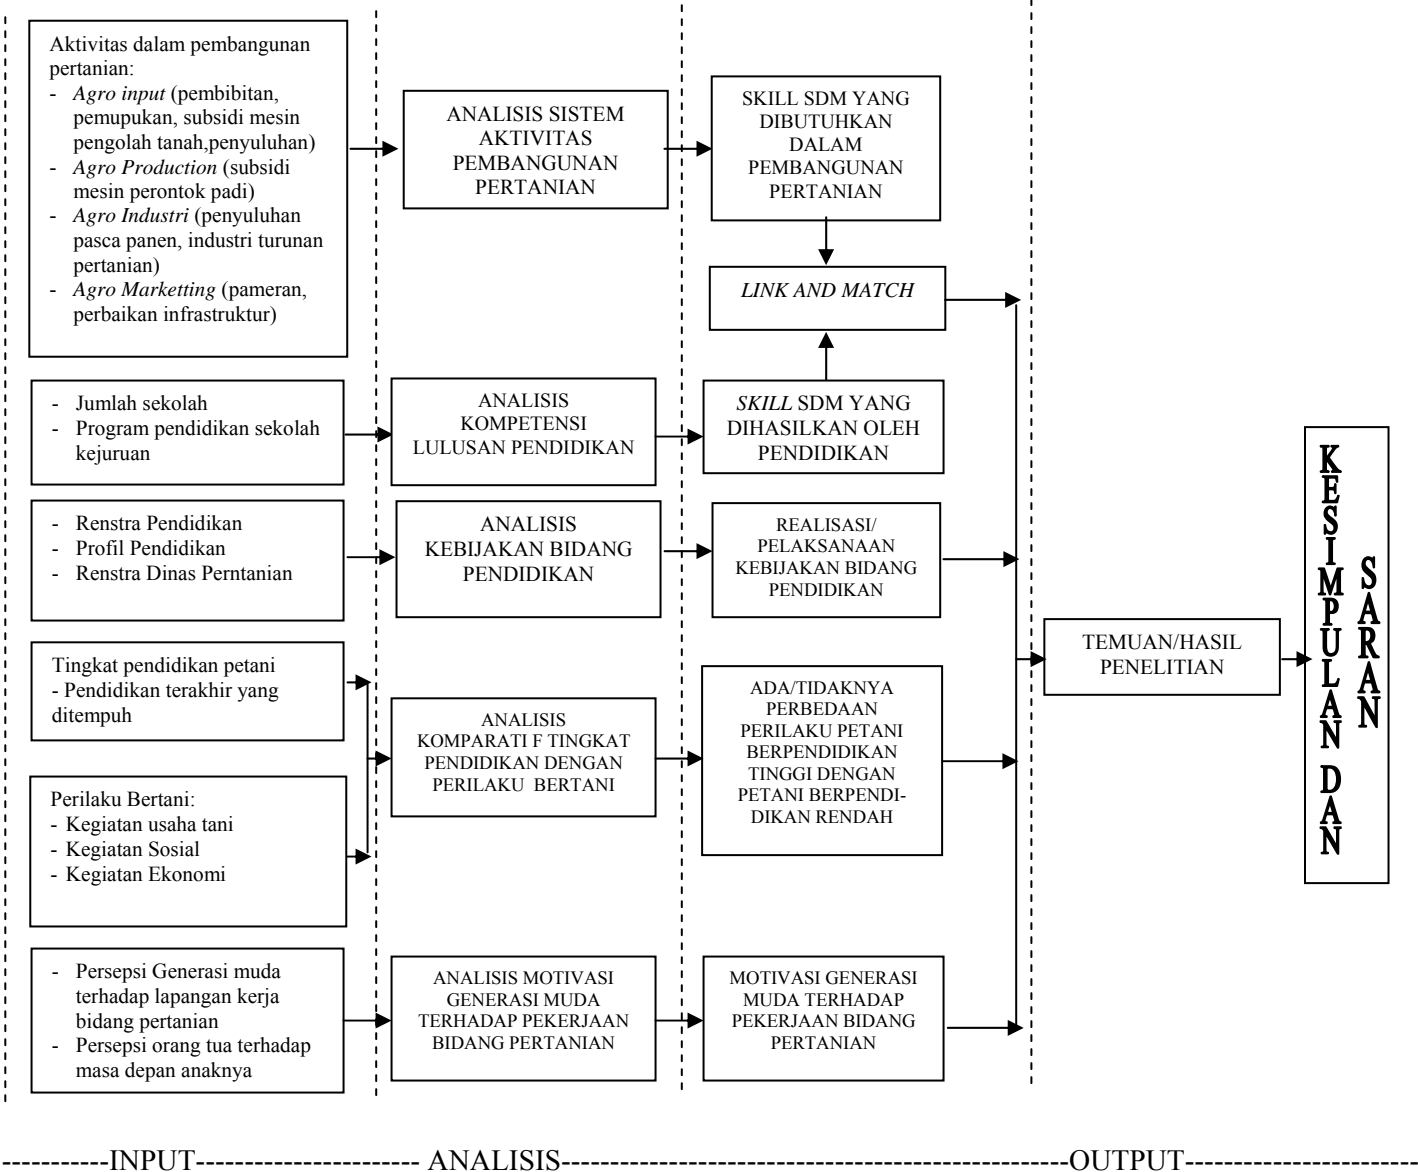 Aktivitas dalam pembangunan
pertanian:
- Agro input (pembibitan,
pemupukan, subsidi mesin
pengolah tanah,penyuluhan)
- Agro Production (subsidi
mesin perontok padi)
- Agro Industri (penyuluhan
pasca panen, industri turunan
pertanian)
- Agro Marketting (pameran,
perbaikan infrastruktur)
ANALISIS SISTEM
AKTIVITAS
PEMBANGUNAN
PERTANIAN
SKILL SDM YANG
DIBUTUHKAN
DALAM
PEMBANGUNAN
PERTANIAN
LINK AND MATCH
- Jumlah sekolah
- Program pendidikan sekolah
kejuruan
ANALISIS
KOMPETENSI
LULUSAN PENDIDIKAN
SKILL SDM YANG
DIHASILKAN OLEH
PENDIDIKAN
- Renstra Pendidikan
- Profil Pendidikan
- Renstra Dinas Perntanian
ANALISIS
KEBIJAKAN BIDANG
PENDIDIKAN
REALISASI/
PELAKSANAAN
KEBIJAKAN BIDANG
PENDIDIKAN
Tingkat pendidikan petani
- Pendidikan terakhir yang
ditempuh
Perilaku Bertani:
- Kegiatan usaha tani
- Kegiatan Sosial
- Kegiatan Ekonomi
ANALISIS
KOMPARATI F TINGKAT
PENDIDIKAN DENGAN
PERILAKU BERTANI
ADA/TIDAKNYA
PERBEDAAN
PERILAKU PETANI
BERPENDIDIKAN
TINGGI DENGAN
PETANI BERPENDI-
DIKAN RENDAH
- Persepsi Generasi muda
terhadap lapangan kerja
bidang pertanian
- Persepsi orang tua terhadap
masa depan anaknya
ANALISIS MOTIVASI
GENERASI MUDA
TERHADAP PEKERJAAN
BIDANG PERTANIAN
MOTIVASI GENERASI
MUDA TERHADAP
PEKERJAAN BIDANG
PERTANIAN
TEMUAN/HASIL
PENELITIAN
KESIMPULAN DAN
SARAN
INPUT ANALISIS OUTPUT